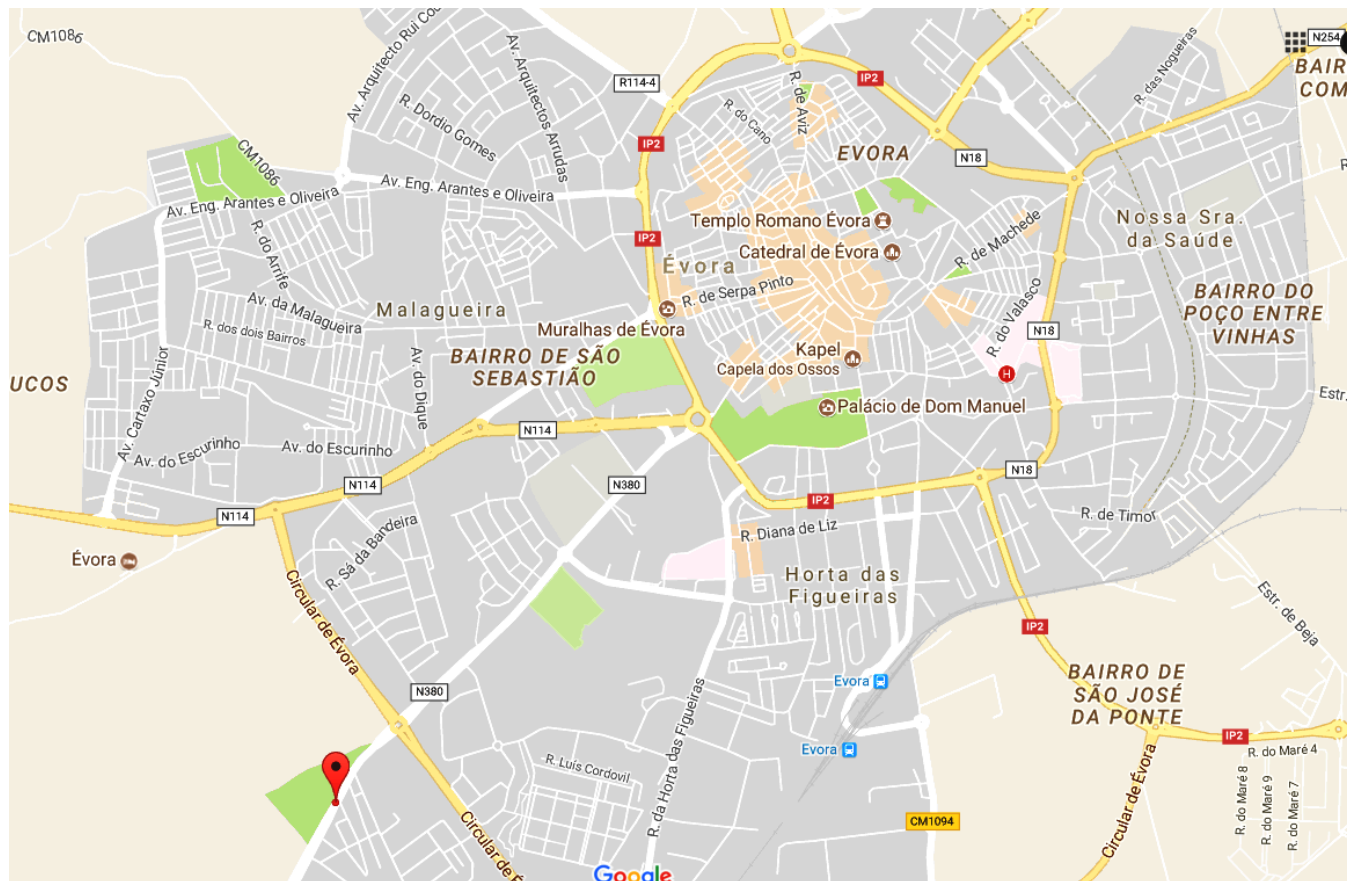 CM1086
Av. Arquitecto Rui Cou
R. Dordio Gomes
Av. Arquitectos Arrudas
R114-4
IP2
R. de Aviz
R. do Cano
IP2
EVORA
N18
R. das Nogueiras
N254
BAIR
COM
IP2
CM1086
Av. Eng. Arantes e Oliveira
Av. Eng. Arantes e Oliveira
R. do Arrife
IP2
Templo Romano Évora
Catedral de Évora
R. de Machede
Nossa Sra.
da Saúde
Évora
R. de Serpa Pinto
Av. da Malagueira
R. dos dois Bairros
Malagueira
Muralhas de Évora
R. do Valasco
N18
BAIRRO DO
POÇO ENTRE
VINHAS
BAIRRO DE SÃO
SEBASTIÃO
Kapel
Capela dos Ossos
H
UCOS
Av. Cartaxo Júnior
Av. do Dique
Palácio de Dom Manuel
Estr.
Av. do Escurinho
Av. do Escurinho
N114
N114
N114
N380
IP2
N18
R. de Timor
R. Diana de Liz
Évora
R. Sá da Bandeira
Horta das
Figueiras
Circular de Évora
Estr. de Beja
IP2
N380
Evora
BAIRRO DE
SÃO JOSÉ
DA PONTE
R. da Horta das Figueiras
Evora
IP2
R. do Maré 4
R. Luís Cordovil
R. do Maré 8
R. do Maré 9
R. do Maré 7
CM1094
Circular de Évora
Circular de É
Google